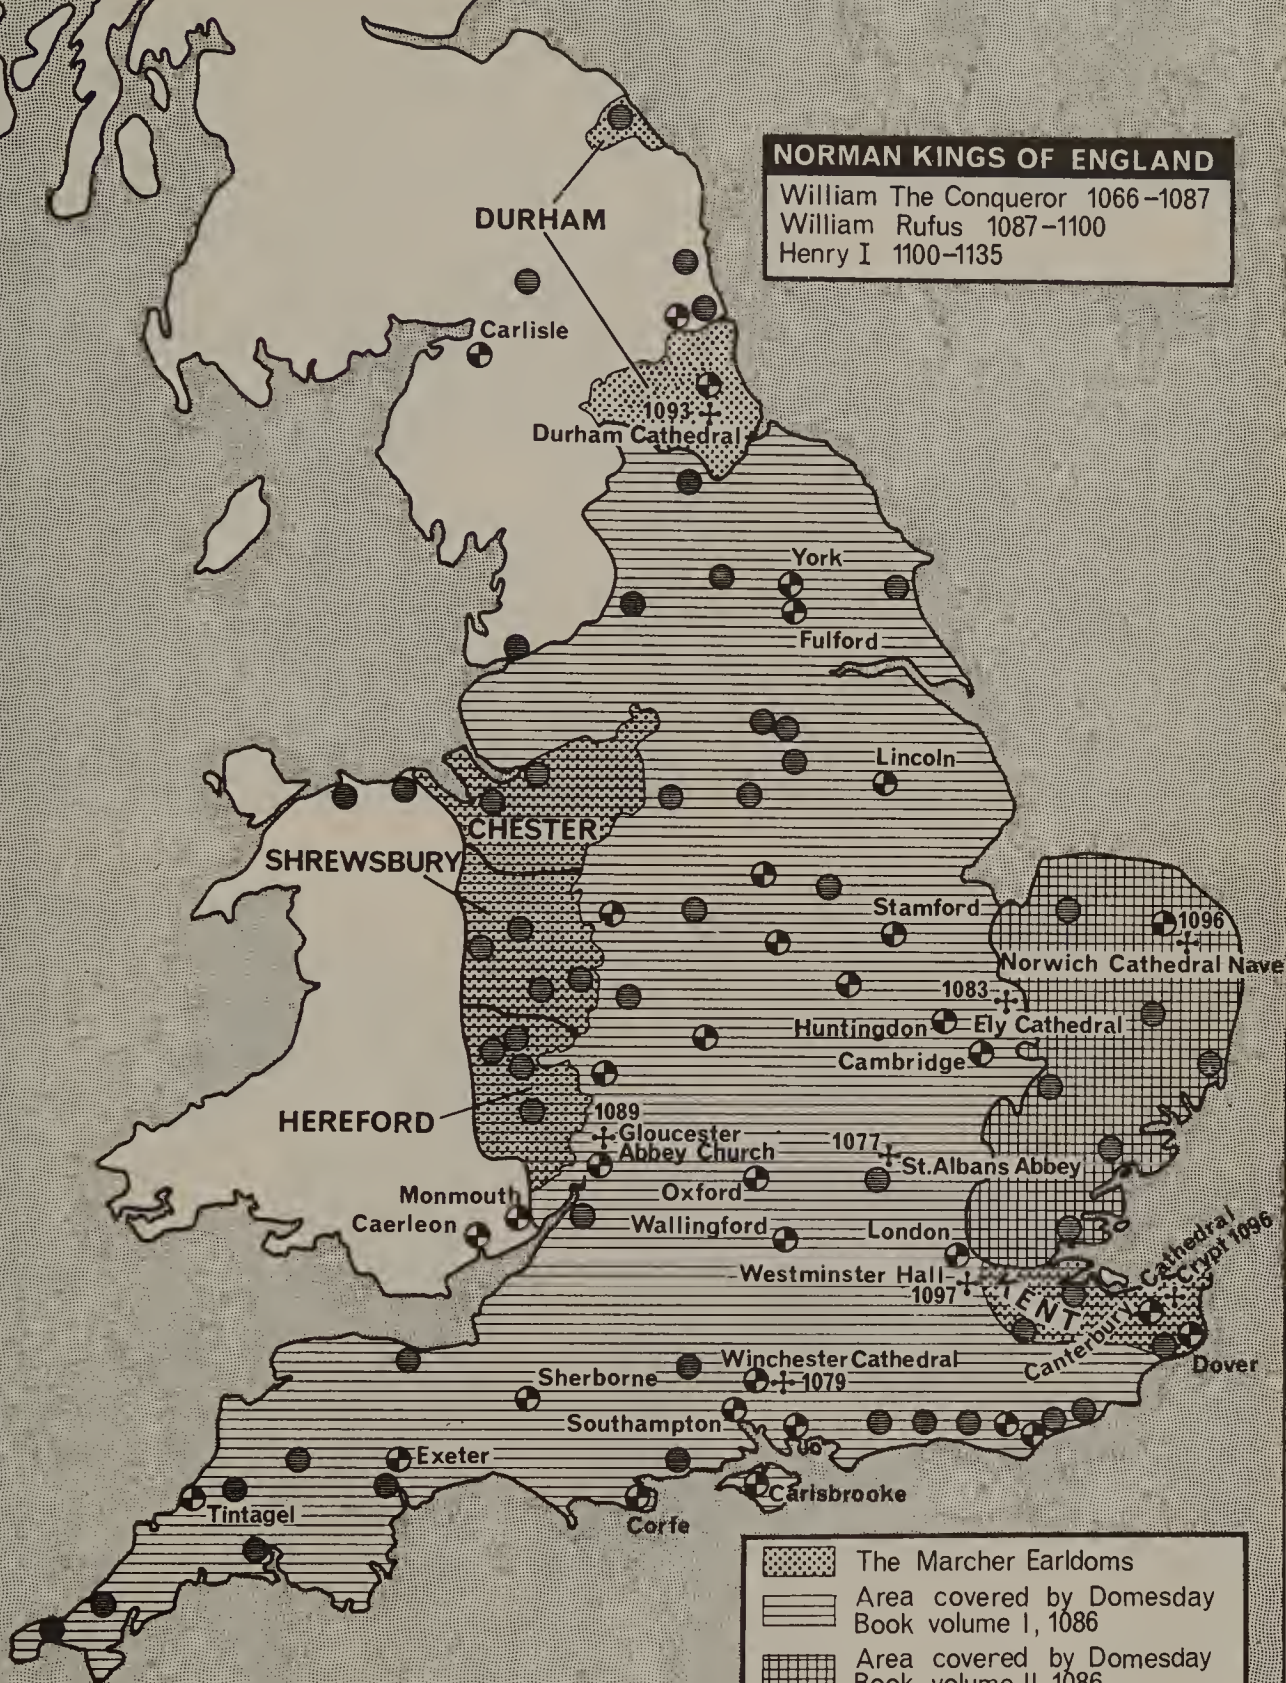 NORMAN KINGS OF ENGLAND
William The Conqueror 1066–1087
William Rufus 1087–1100
Henry I 1100–1135
DURHAM
Carlisle
1093
Durham Cathedral
York
Fulford
Lincoln
CHESTER
SHREWSBURY
Stamford
1096
Norwich Cathedral Nave
1083
Huntingdon
Ely Cathedral
Cambridge
HEREFORD
1089
Gloucester
Abbey Church
1077
St. Albans Abbey
Monmouth
Oxford
Caerleon
Wallingford
London
Cathedral
Crypt 1096
Westminster Hall
1097
KENT
Canterbury
Dover
Winchester Cathedral
1079
Sherborne
Southampton
Exeter
Carisbrooke
Tintagel
Corfe
The Marcher Earldoms
Area covered by Domesday
Book volume I, 1086
Area covered by Domesday
Book volume II, 1086